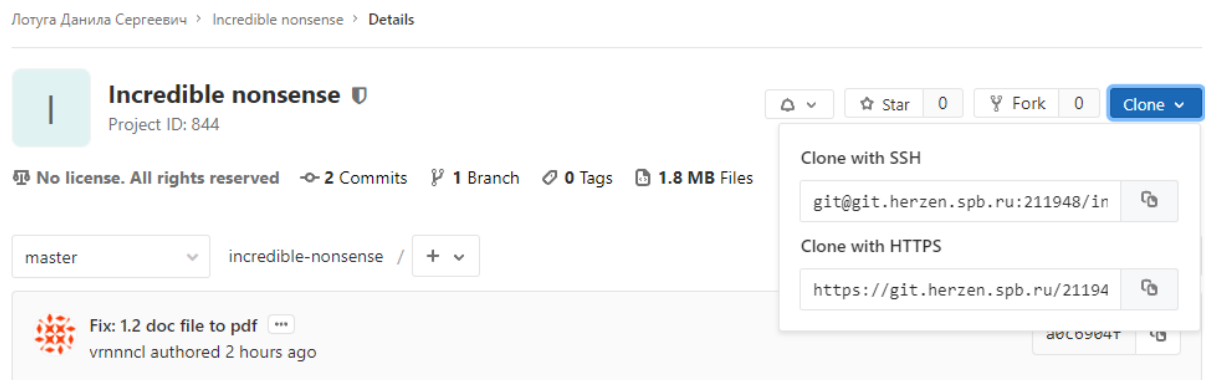 Лотуга Данила Сергеевич > Incredible nonsense > Details
I
Incredible nonsense
Project ID: 844
Star 0 Fork 0 Clone
No license. All rights reserved 2 Commits 1 Branch 0 Tags 1.8 MB Files
Clone with SSH
git@git.herzen.spb.ru:211948/in
Clone with HTTPS
https://git.herzen.spb.ru/21194
master incredible-nonsense / +
Fix: 1.2 doc file to pdf ...
vrnnncl authored 2 hours ago
a0c6904f